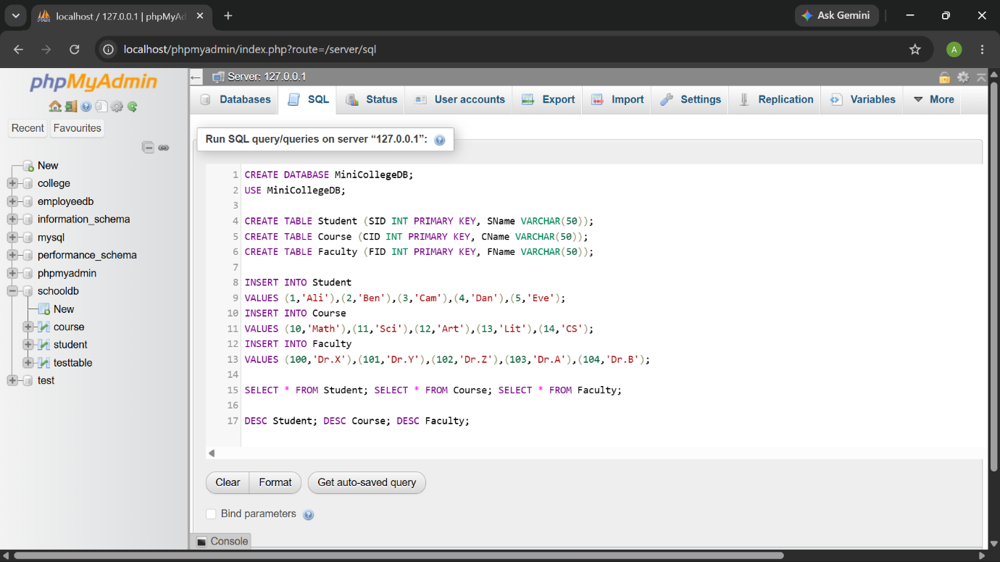 localhost / 127.0.0.1 | phpMyAd
Ask Gemini
localhost/phpmyadmin/index.php?route=/server/sql
A
phpMyAdmin
Recent
Favourites
New
college
employeedb
information_schema
mysql
performance_schema
phpmyadmin
schooldb
New
course
student
testtable
test
Server: 127.0.0.1
Databases
SQL
Status
User accounts
Export
Import
Settings
Replication
Variables
More
Run SQL query/queries on server “127.0.0.1”:
1 CREATE DATABASE MiniCollegeDB;
2 USE MiniCollegeDB;
3
4 CREATE TABLE Student (SID INT PRIMARY KEY, SName VARCHAR(50));
5 CREATE TABLE Course (CID INT PRIMARY KEY, CName VARCHAR(50));
6 CREATE TABLE Faculty (FID INT PRIMARY KEY, FName VARCHAR(50));
7
8 INSERT INTO Student
9 VALUES (1,'Ali'),(2,'Ben'),(3,'Cam'),(4,'Dan'),(5,'Eve');
10 INSERT INTO Course
11 VALUES (10,'Math'),(11,'Sci'),(12,'Art'),(13,'Lit'),(14,'CS');
12 INSERT INTO Faculty
13 VALUES (100,'Dr.X'),(101,'Dr.Y'),(102,'Dr.Z'),(103,'Dr.A'),(104,'Dr.B');
14
15 SELECT * FROM Student; SELECT * FROM Course; SELECT * FROM Faculty;
16
17 DESC Student; DESC Course; DESC Faculty;
Clear
Format
Get auto-saved query
Bind parameters
Console